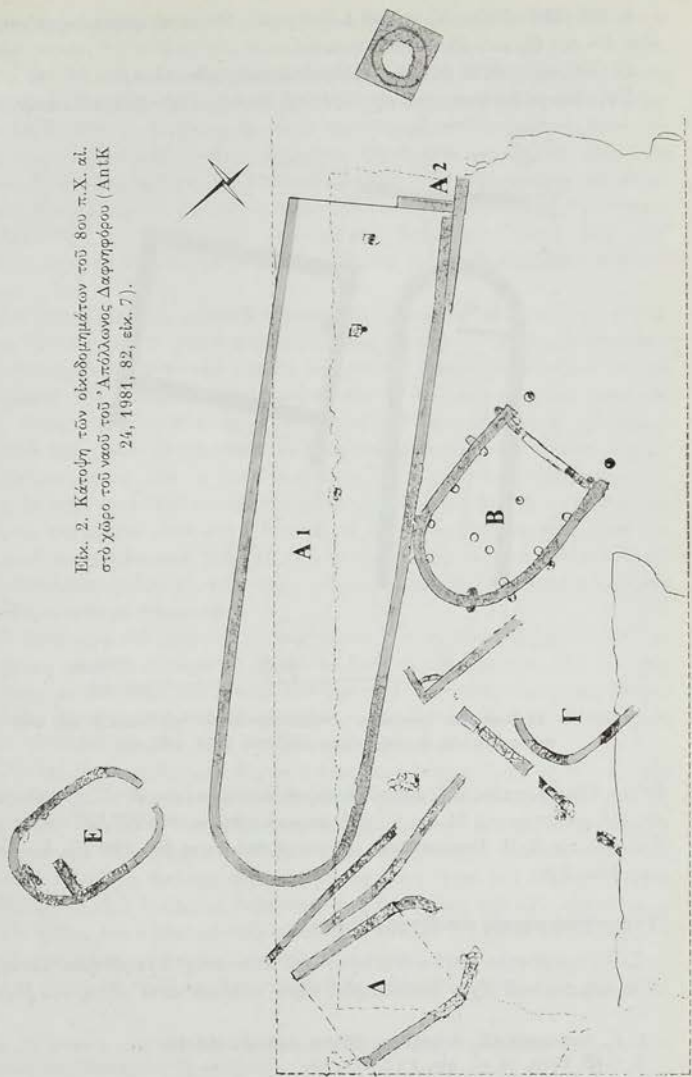 Εἰκ. 2. Κάτοψη τῶν οἰκοδομημάτων τοῦ 8ου π.Χ. αἰ.
στὸ χῶρο τοῦ ναοῦ τοῦ Ἀπόλλωνος Δαφνηφόρου (AntK
24, 1981, 82, εἰκ. 7).
A 1
A 2
B
Γ
Δ
E